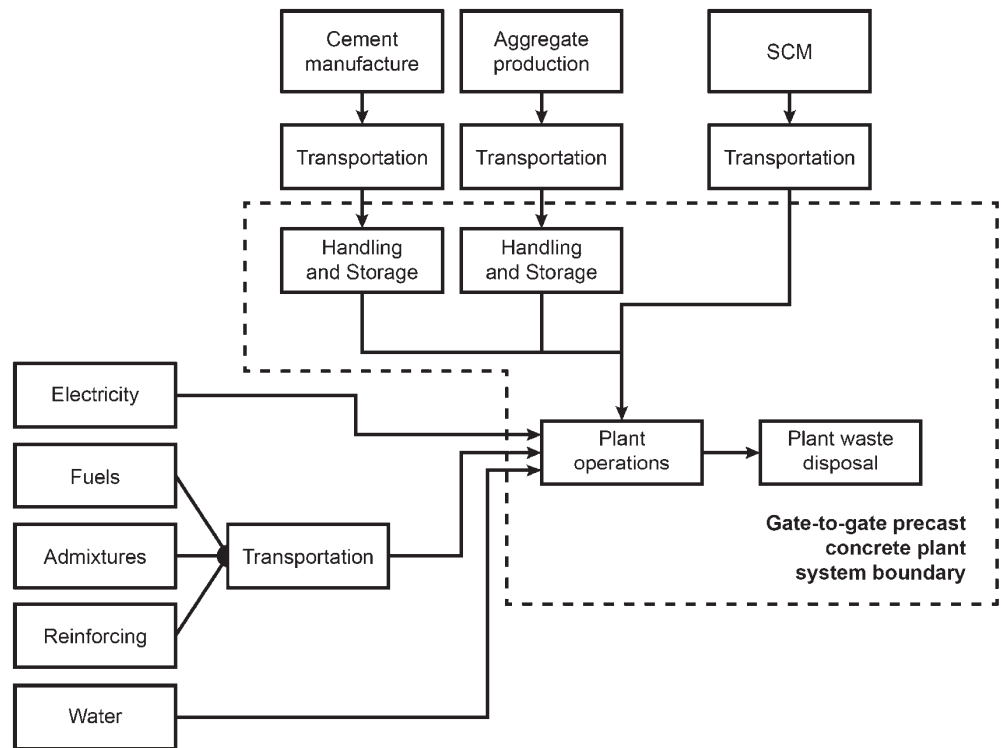 Cement
manufacture
Aggregate
production
SCM
Transportation
Transportation
Transportation
Handling
and Storage
Handling
and Storage
Electricity
Fuels
Admixtures
Reinforcing
Water
Transportation
Plant
operations
Plant waste
disposal
Gate-to-gate precast
concrete plant
system boundary